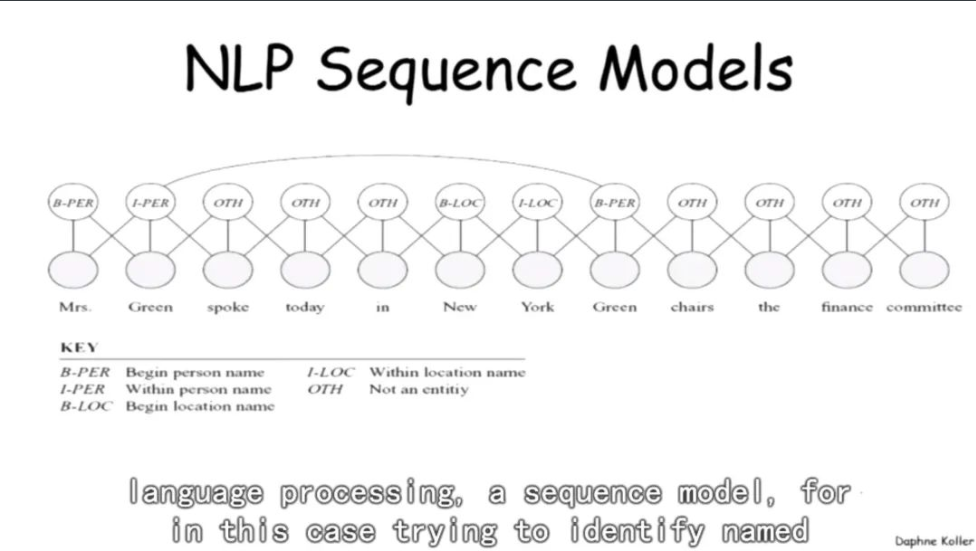 NLP Sequence Models
B-PER I-PER OTH OTH OTH B-LOC I-LOC B-PER OTH OTH OTH OTH
Mrs. Green spoke today in New York Green chairs the finance committee
KEY
B-PER Begin person name I-LOC Within location name
I-PER Within person name OTH Not an entitiy
B-LOC Begin location name
language processing, a sequence model, for
in this case trying to identify named
Daphne Koller